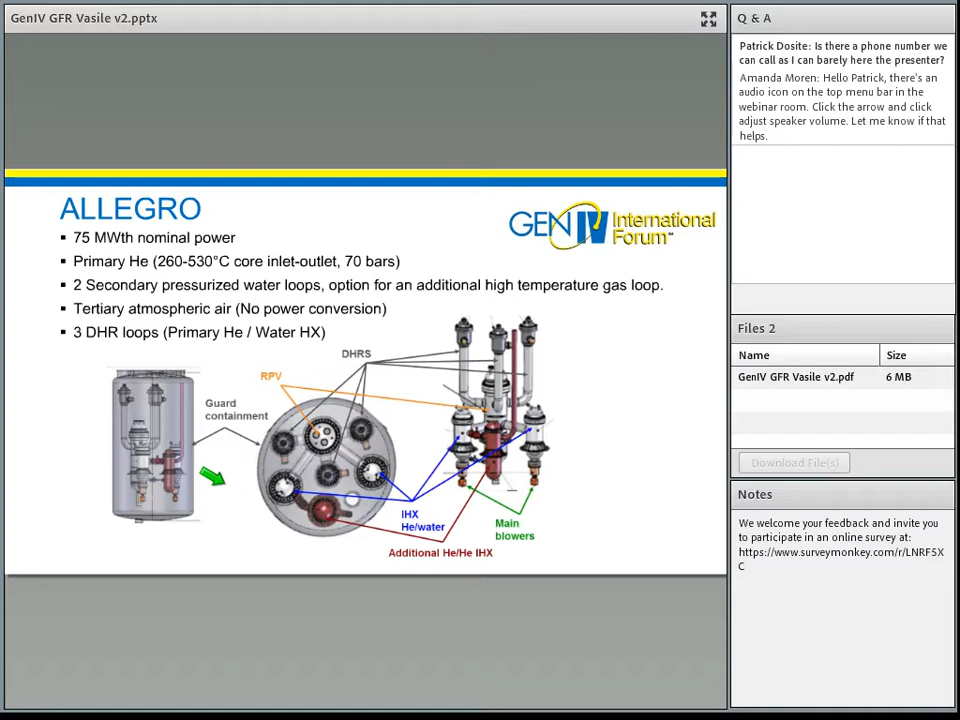 GenIV GFR Vasile v2.pptx
ALLEGRO
GENIV International
Forum™
▪ 75 MWth nominal power
▪ Primary He (260-530°C core inlet-outlet, 70 bars)
▪ 2 Secondary pressurized water loops, option for an additional high temperature gas loop.
▪ Tertiary atmospheric air (No power conversion)
▪ 3 DHR loops (Primary He / Water HX)
DHRS
RPV
Guard
containment
IHX
He/water
Main
blowers
Additional He/He IHX
Q & A
Patrick Dosite: Is there a phone number we
can call as I can barely here the presenter?
Amanda Moren: Hello Patrick, there's an
audio icon on the top menu bar in the
webinar room. Click the arrow and click
adjust speaker volume. Let me know if that
helps.
Files 2
Name Size
GenIV GFR Vasile v2.pdf 6 MB
Download File(s)
Notes
We welcome your feedback and invite you
to participate in an online survey at:
https://www.surveymonkey.com/r/LNRF5X
C